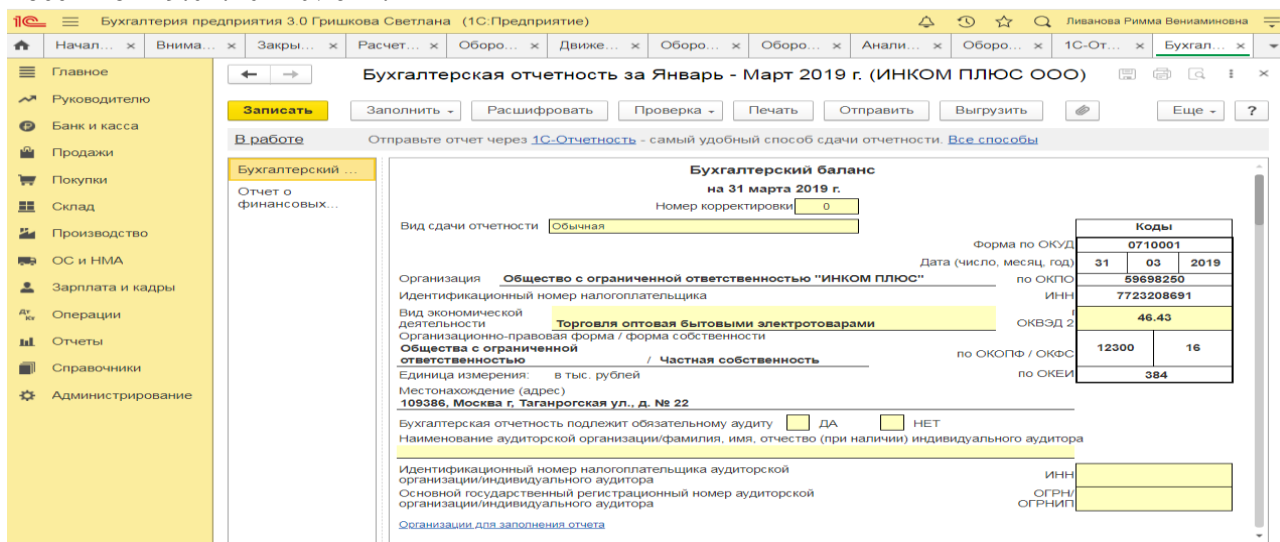 1С Бухгалтерия предприятия 3.0 Гришкова Светлана (1С:Предприятие) Ливанова Римма Вениаминовна
Начал... × Внима... × Закры... × Расчет... × Оборо... × Движе... × Оборо... × Оборо... × Анали... × Оборо... × 1С-От... × Бухгал... ×
Главное
Руководителю
Банк и касса
Продажи
Покупки
Склад
Производство
ОС и НМА
Зарплата и кадры
Операции
Отчеты
Справочники
Администрирование
Бухгалтерская отчетность за Январь - Март 2019 г. (ИНКОМ ПЛЮС ООО)
Записать Заполнить Расшифровать Проверка Печать Отправить Выгрузить Еще ?
В работе Отправьте отчет через 1С-Отчетность - самый удобный способ сдачи отчетности. Все способы
Бухгалтерский ...
Отчет о
финансовых...
Бухгалтерский баланс
на 31 марта 2019 г.
Номер корректировки 0
Вид сдачи отчетности Обычная
Коды
Форма по ОКУД 0710001
Дата (число, месяц, год) 31 03 2019
Организация Общество с ограниченной ответственностью "ИНКОМ ПЛЮС" по ОКПО 59698250
Идентификационный номер налогоплательщика ИНН 7723208691
Вид экономической
деятельности Торговля оптовая бытовыми электротоварами ОКВЭД 2 46.43
Организационно-правовая форма / форма собственности
Общества с ограниченной
ответственностью / Частная собственность по ОКОПФ / ОКФС 12300 16
Единица измерения: в тыс. рублей по ОКЕИ 384
Местонахождение (адрес)
109386, Москва г, Таганрогская ул., д. № 22
Бухгалтерская отчетность подлежит обязательному аудиту ДА НЕТ
Наименование аудиторской организации/фамилия, имя, отчество (при наличии) индивидуального аудитора
Идентификационный номер налогоплательщика аудиторской
организации/индивидуального аудитора ИНН
Основной государственный регистрационный номер аудиторской
организации/индивидуального аудитора ОГРН/
ОГРНИП
Организации для заполнения отчета